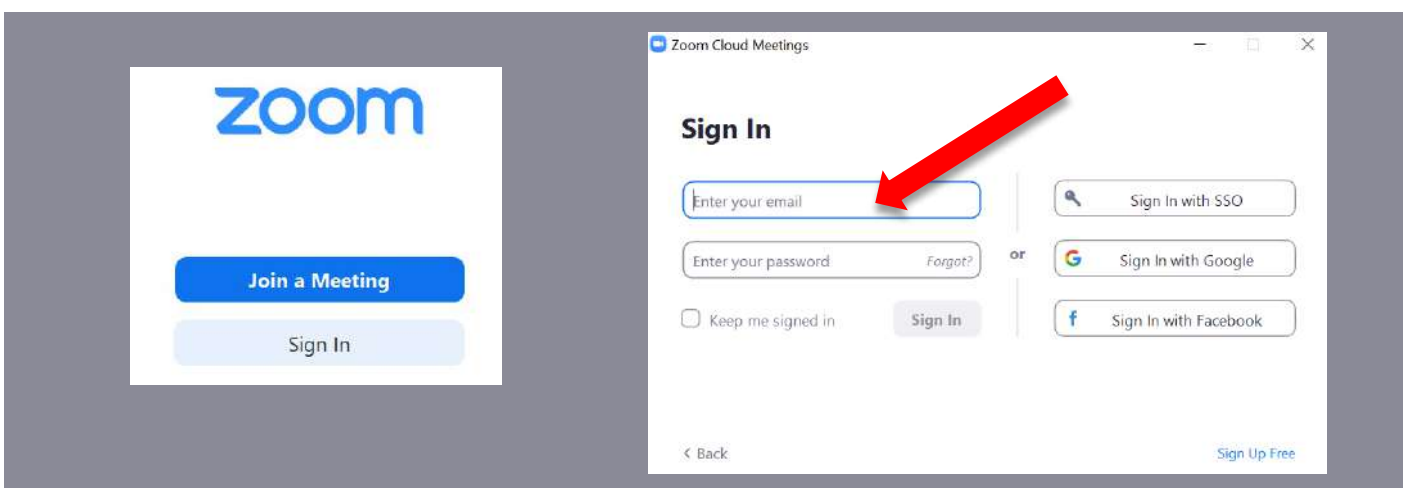 zoom
Join a Meeting
Sign In
Zoom Cloud Meetings
Sign In
Enter your email
Enter your password Forgot?
Keep me signed in Sign In
or
Sign In with SSO
Sign In with Google
Sign In with Facebook
< Back
Sign Up Free